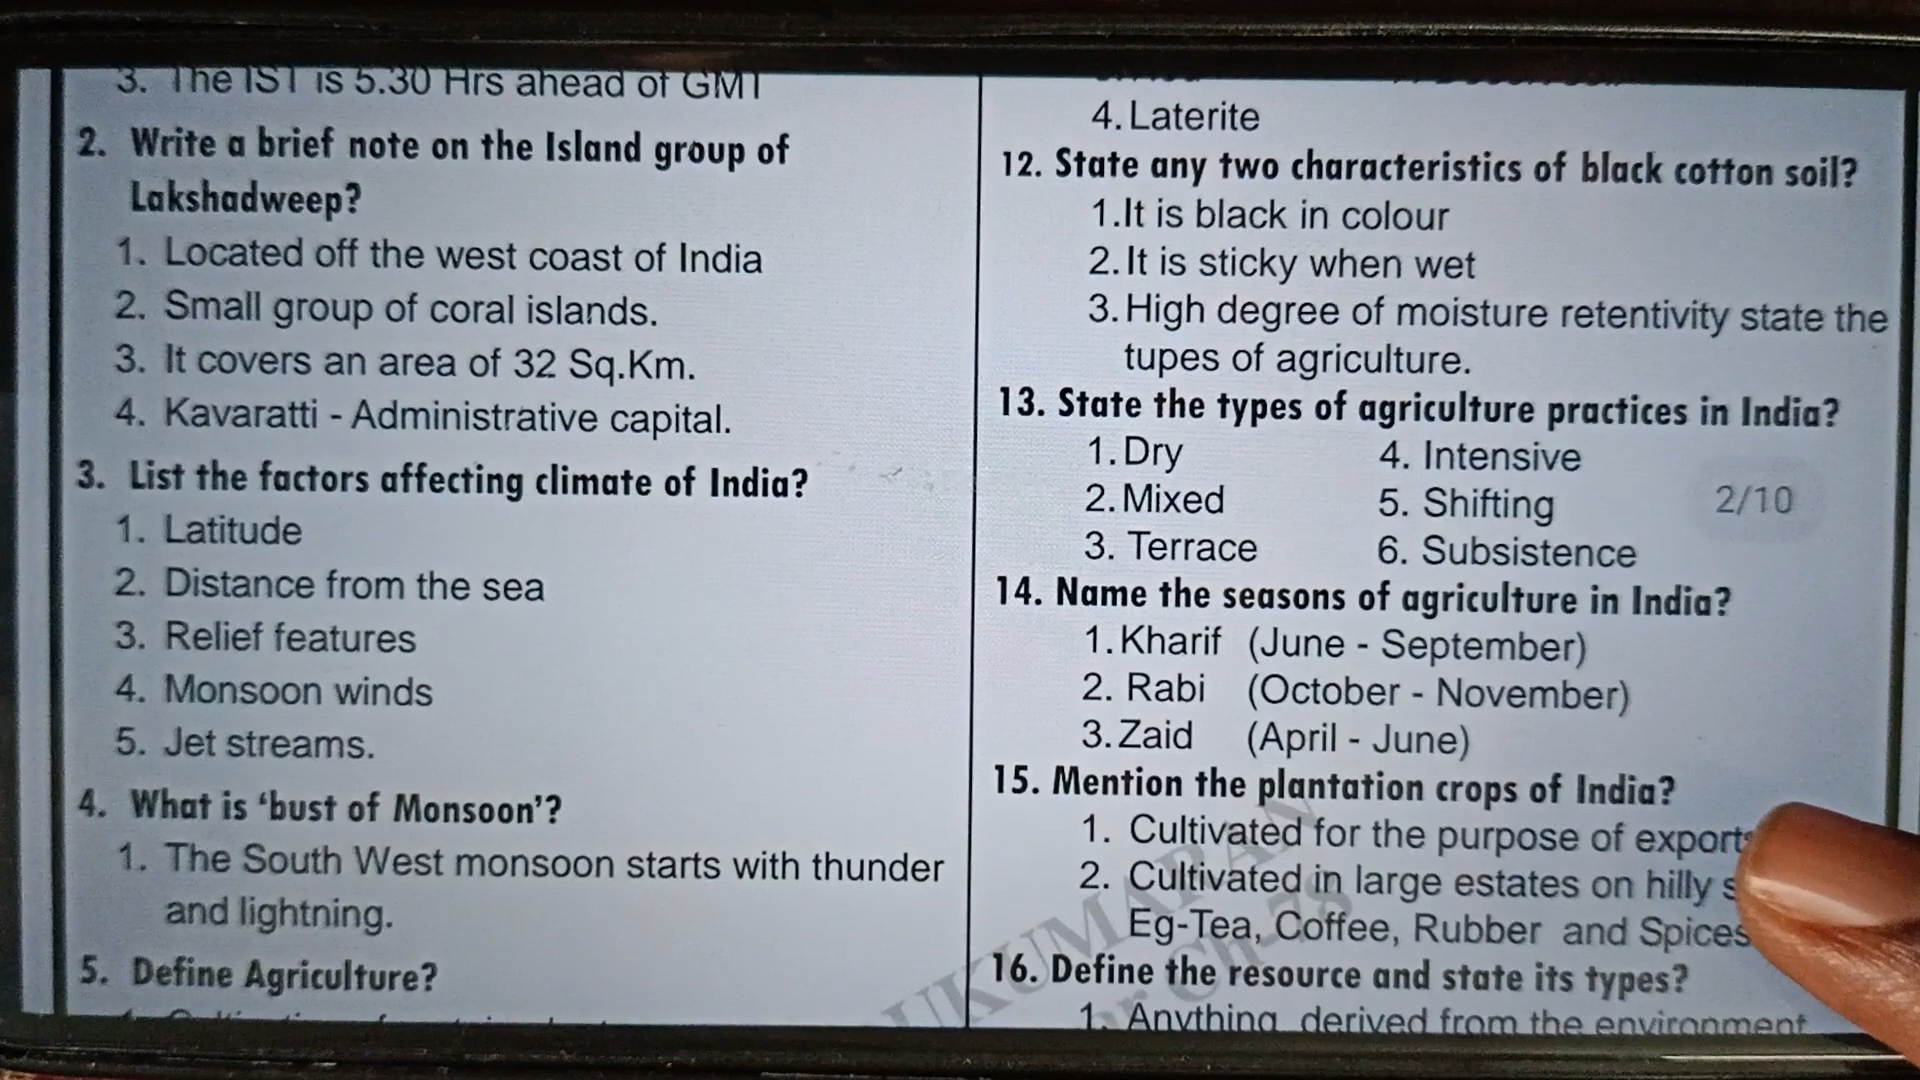 3. The IST is 5.30 Hrs ahead of GMT
2. Write a brief note on the Island group of
Lakshadweep?
1. Located off the west coast of India
2. Small group of coral islands.
3. It covers an area of 32 Sq.Km.
4. Kavaratti - Administrative capital.
3. List the factors affecting climate of India?
1. Latitude
2. Distance from the sea
3. Relief features
4. Monsoon winds
5. Jet streams.
4. What is ‘bust of Monsoon’?
1. The South West monsoon starts with thunder
and lightning.
5. Define Agriculture?
4. Laterite
12. State any two characteristics of black cotton soil?
1.It is black in colour
2.It is sticky when wet
3.High degree of moisture retentivity state the
tupes of agriculture.
13. State the types of agriculture practices in India?
1.Dry 4. Intensive
2.Mixed 5. Shifting
3. Terrace 6. Subsistence
2/10
14. Name the seasons of agriculture in India?
1.Kharif (June - September)
2. Rabi (October - November)
3.Zaid (April - June)
15. Mention the plantation crops of India?
1. Cultivated for the purpose of export
2. Cultivated in large estates on hilly
Eg-Tea, Coffee, Rubber and Spices
16. Define the resource and state its types?
1. Anything derived from the environment